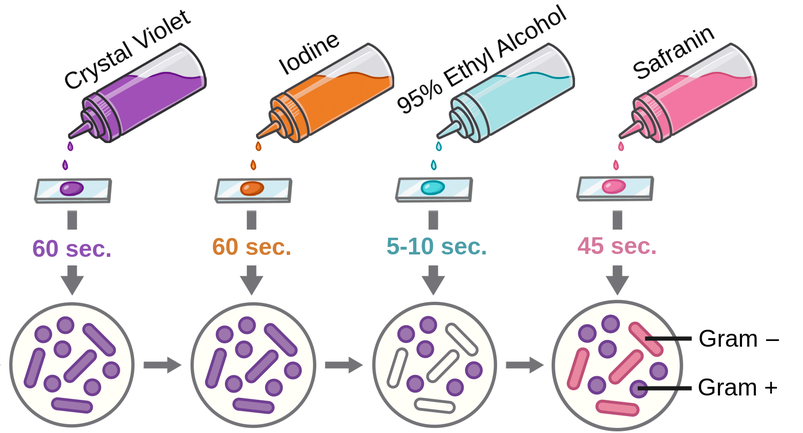 Crystal Violet
Iodine
95% Ethyl Alcohol
Safranin
60 sec.
60 sec.
5-10 sec.
45 sec.
Gram –
Gram +